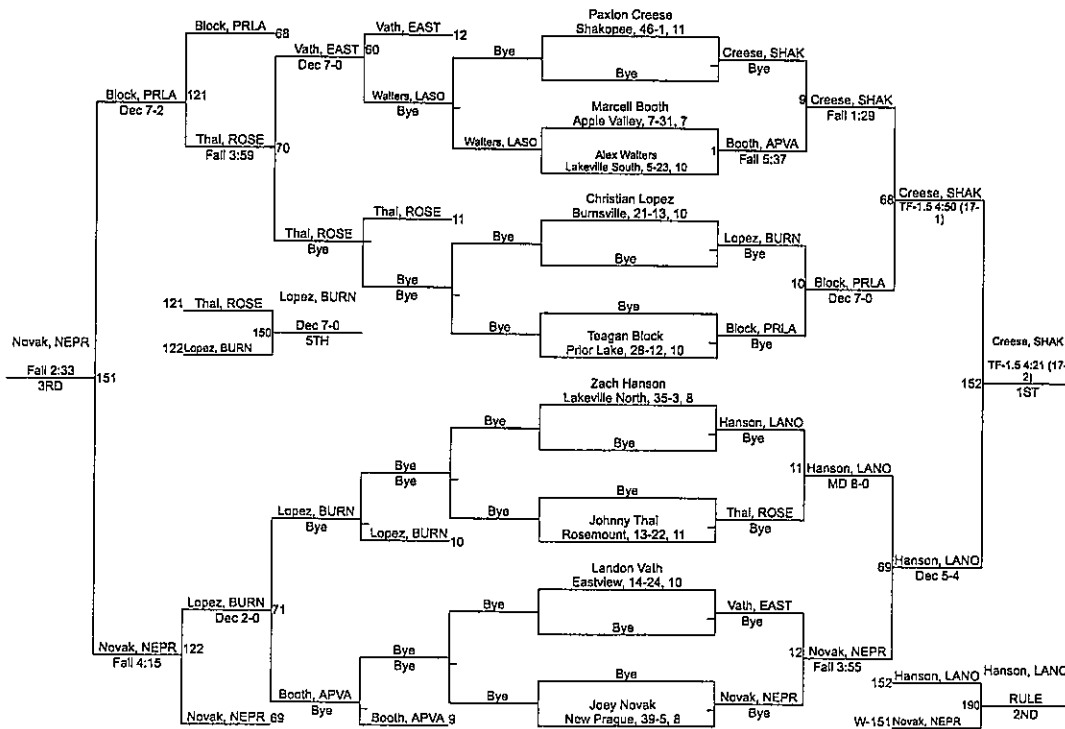 Block, PRLA
68
Vath, EAST
12
Vath, EAST
60
Dec 7-0
Block, PRLA
121
Dec 7-2
Walters, LASO
Bye
Thai, ROSE
70
Fall 3:59
Walters, LASO
Bye
Paxton Creese
Shakopee, 46-1, 11
Bye
Creese, SHAK
Bye
Marcell Booth
Apple Valley, 7-31, 7
Alex Walters
Lakeville South, 5-23, 10
1
Booth, APVA
Fall 5:37
9
Creese, SHAK
Fall 1:29
Thai, ROSE
11
Thai, ROSE
Bye
Bye
Bye
Bye
Christian Lopez
Burnsville, 21-13, 10
Bye
Lopez, BURN
Bye
Bye
Bye
Teagan Block
Prior Lake, 28-12, 10
Block, PRLA
Bye
10
Block, PRLA
Dec 7-0
68
Creese, SHAK
TF-1.5 4:50 (17-
1)
121
Thai, ROSE
Lopez, BURN
150
Dec 7-0
5TH
122
Lopez, BURN
Novak, NEPR
Fall 2:33
3RD
151
Creese, SHAK
152
TF-1.5 4:21 (17-
2)
1ST
Zach Hanson
Lakeville North, 35-3, 8
Bye
Hanson, LANO
Bye
Bye
Bye
Bye
Bye
Bye
Johnny Thai
Rosemount, 13-22, 11
Thai, ROSE
Bye
11
Hanson, LANO
MD 8-0
Lopez, BURN
Bye
Lopez, BURN
10
Landon Vath
Eastview, 14-24, 10
Bye
Vath, EAST
Bye
Bye
69
Hanson, LANO
Dec 5-4
Lopez, BURN
71
Dec 2-0
Novak, NEPR
122
Fall 4:15
Bye
Bye
Bye
Bye
Joey Novak
New Prague, 39-5, 8
Novak, NEPR
Bye
12
Novak, NEPR
Fall 3:55
Booth, APVA
Bye
Booth, APVA
9
Novak, NEPR
69
152
Hanson, LANO
Hanson, LANO
190
RULE
2ND
W-151
Novak, NEPR